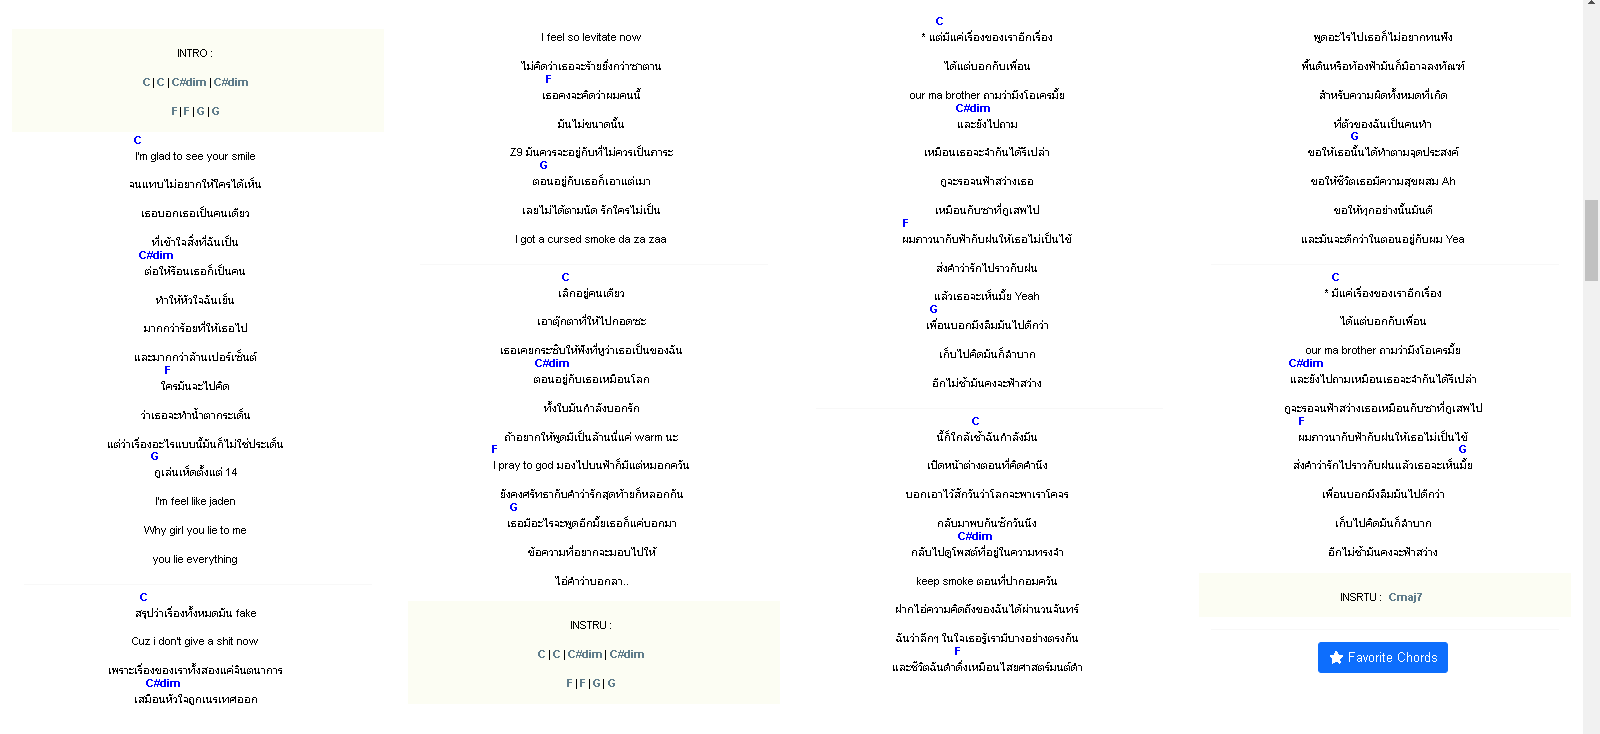 INTRO :
C | C | C#dim | C#dim
F | F | G | G
C
I'm glad to see your smile
จนแทบไม่อยากให้ใครได้เห็น
เธอบอกเธอเป็นคนเดียว
ที่เข้าใจสิ่งที่ฉันเป็น
C#dim
ต่อให้ร้อนเธอก็เป็นคน
ทำให้หัวใจฉันเย็น
มากกว่าร้อยที่ให้เธอไป
และมากกว่าล้านเปอร์เซ็นต์
F
ใครมันจะไปคิด
ว่าเธอจะทำน้ำตากระเด็น
แต่ว่าเรื่องอะไรแบบนี้มันก็ไม่ใช่ประเด็น
G
กูเล่นเห็ดตั้งแต่ 14
I'm feel like jaden
Why girl you lie to me
you lie everything
C
สรุปว่าเรื่องทั้งหมดมัน fake
Cuz i don't give a shit now
เพราะเรื่องของเราทั้งสองแค่จินตนาการ
C#dim
เสมือนหัวใจถูกเนรเทศออก
I feel so levitate now
ไม่คิดว่าเธอจะร้ายยิ่งกว่าซาตาน
F
เธอคงจะคิดว่าผมคนนี้
มันไม่ขนาดนั้น
Z9 มันควรจะอยู่กับที่ไม่ควรเป็นภาระ
G
ตอนอยู่กับเธอก็เอาแต่เมา
เลยไม่ได้ตามนัด รักใครไม่เป็น
I got a cursed smoke da za zaa
C
เลิกอยู่คนเดียว
เอาตุ๊กตาที่ให้ไปกอดซะ
เธอเคยกระซิบให้ฟังที่หูว่าเธอเป็นของฉัน
C#dim
ตอนอยู่กับเธอเหมือนโลก
ทั้งใบมันกำลังบอกรัก
ถ้าอยากให้พูดมีเป็นล้านนี่แค่ warm นะ
F
I pray to god มองไปบนฟ้าก็มีแต่หมอกควัน
ยังคงศรัทธากับคำว่ารักสุดท้ายก็หลอกกัน
G
เธอมีอะไรจะพูดอีกมั้ยเธอก็แค่บอกมา
ข้อความที่อยากจะมอบไปให้
ไอ่คำว่าบอกลา..
INSTRU :
C | C | C#dim | C#dim
F | F | G | G
C
* แต่มีแค่เรื่องของเราอีกเรื่อง
ได้แต่บอกกับเพื่อน
our ma brother ถามว่ามึงโอเครมั้ย
C#dim
และยังไปถาม
เหมือนเธอจะจำกันได้รึเปล่า
กูจะรอจนฟ้าสว่างเธอ
เหมือนกับซาที่กูเสพไป
F
ผมภาวนากับฟ้ากับฝนให้เธอไม่เป็นไข้
ส่งคำว่ารักไปราวกับฝน
แล้วเธอจะเห็นมั้ย Yeah
G
เพื่อนบอกมึงลืมมันไปดีกว่า
เก็บไปคิดมันก็ลำบาก
อีกไม่ช้ามันคงจะฟ้าสว่าง
C
นี้ก็ใกล้เช้าฉันกำลังมึน
เปิดหน้าต่างตอนที่คิดคำนึง
บอกเอาไว้สักวันว่าโลกจะพาเราโคจร
กลับมาพบกันซักวันนึง
C#dim
กลับไปดูโพสต์ที่อยู่ในความทรงจำ
keep smoke ตอนที่ปากอมควัน
ฝากไอ่ความคิดถึงของฉันได้ผ่านวนจันทร์
ฉันว่าลึกๆ ในใจเธอรู้เรามีบางอย่างตรงกัน
F
และชีวิตฉันดำดิ่งเหมือนไสยศาสตร์มนต์ดำ
พูดอะไรไปเธอก็ไม่อยากทนฟัง
พื้นดินหรือท้องฟ้ามันก็มิอาจลงทัณฑ์
สำหรับความผิดทั้งหมดที่เกิด
ที่ตัวของฉันเป็นคนทำ
G
ขอให้เธอนั้นได้ทำตามจุดประสงค์
ขอให้ชีวิตเธอมีความสุขผสม Ah
ขอให้ทุกอย่างนั้นมันดี
และมันจะดีกว่าในตอนอยู่กับผม Yea
C
* มีแค่เรื่องของเราอีกเรื่อง
ได้แต่บอกกับเพื่อน
our ma brother ถามว่ามึงโอเครมั้ย
C#dim
และยังไปถามเหมือนเธอจะจำกันได้รึเปล่า
กูจะรอจนฟ้าสว่างเธอเหมือนกับซาที่กูเสพไป
F
ผมภาวนากับฟ้ากับฝนให้เธอไม่เป็นไข้
G
ส่งคำว่ารักไปราวกับฝนแล้วเธอจะเห็นมั้ย
เพื่อนบอกมึงลืมมันไปดีกว่า
เก็บไปคิดมันก็ลำบาก
อีกไม่ช้ามันคงจะฟ้าสว่าง
INSRTU : Cmaj7
Favorite Chords